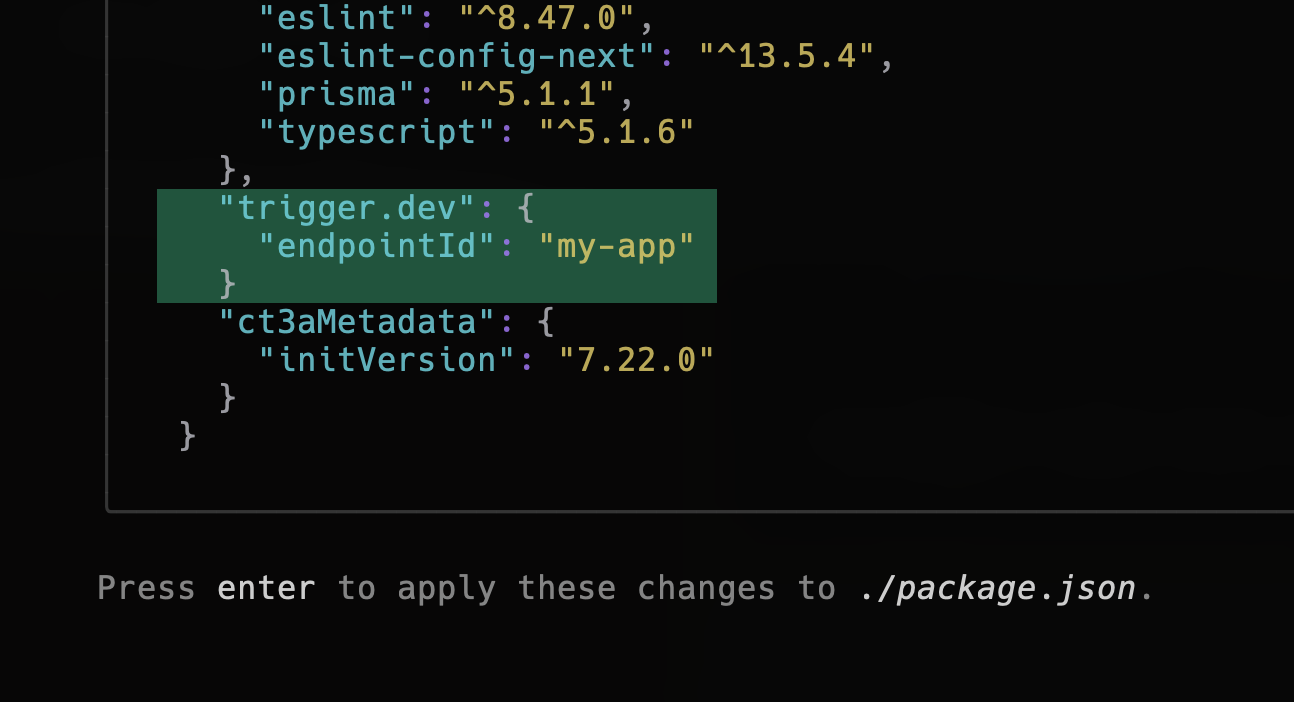 "eslint": "^8.47.0",
"eslint-config-next": "^13.5.4",
"prisma": "^5.1.1",
"typescript": "^5.1.6"
},
"trigger.dev": {
"endpointId": "my-app"
}
"ct3aMetadata": {
"initVersion": "7.22.0"
}
}
Press enter to apply these changes to ./package.json.